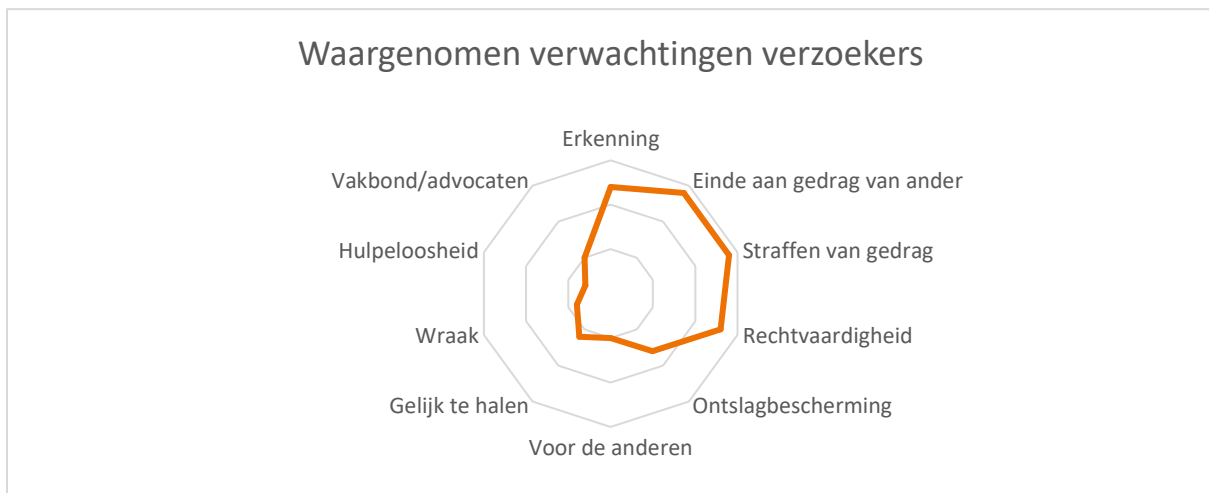 Waargenomen verwachtingen verzoekers
Erkenning
Einde aan gedrag van ander
Straffen van gedrag
Rechtvaardigheid
Ontslagbescherming
Voor de anderen
Gelijk te halen
Wraak
Hulpeloosheid
Vakbond/advocaten